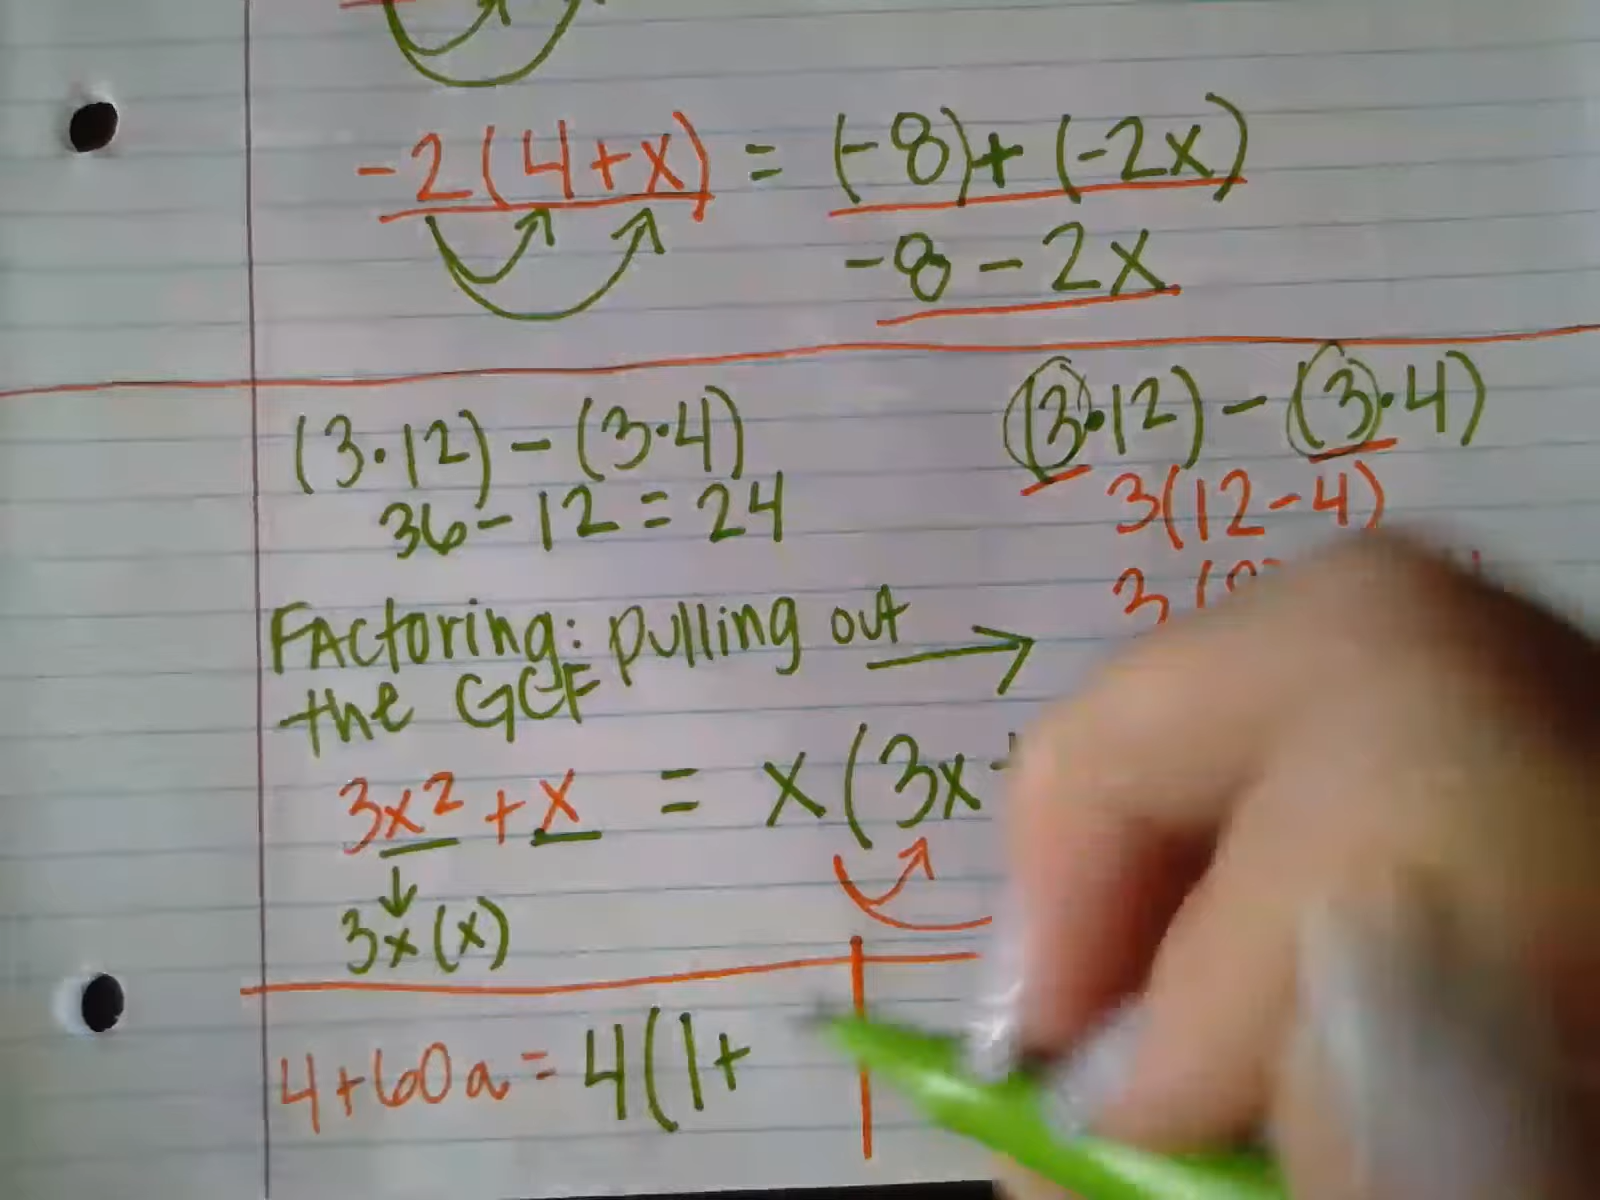 -2(4+x) = (-8)+(-2x)
-8-2x
(3·12)-(3·4)
36-12=24
(3·12)-(3·4)
3(12-4)
3(
Factoring: pulling out
the GCF
3x²+x = x(3x
3x(x)
4+60a=4(1+